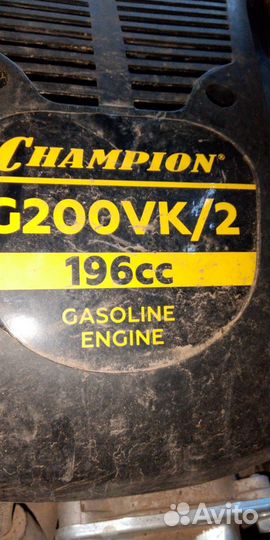 CHAMPION®
G200VK/2
196cc
GASOLINE
ENGINE
Avito